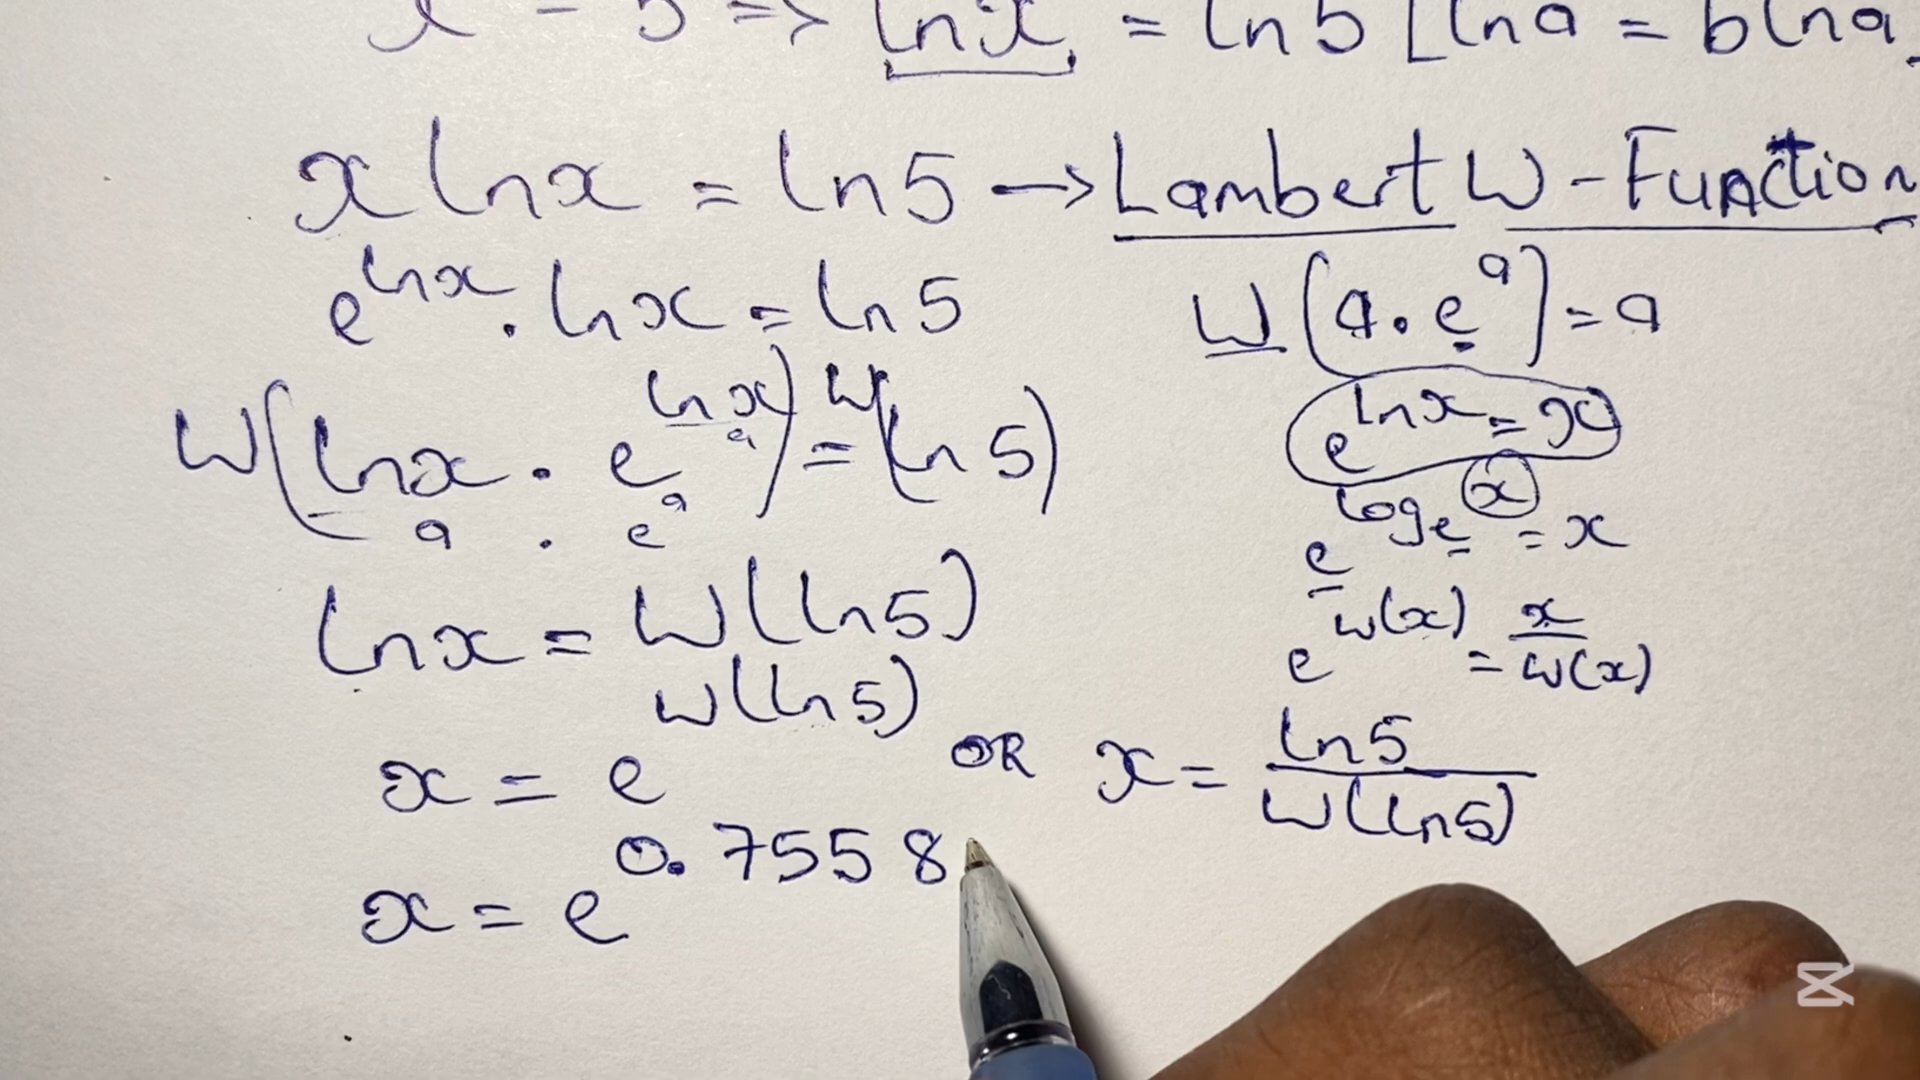 x = 5 => ln x = ln 5 [ln a = b ln a]
x ln x = ln 5 -> Lambert W - Function
e^{ln x} . ln x = ln 5
W(ln x . e^{ln x}) = W(ln 5)
a . e^a
ln x = W(ln 5)
x = e^{W(ln 5)} OR x = ln 5 / W(ln 5)
x = e^{0.7558}
W(a . e^a) = a
e^{ln x} = x
e^{log_e x} = x
e^{W(x)} = x / W(x)